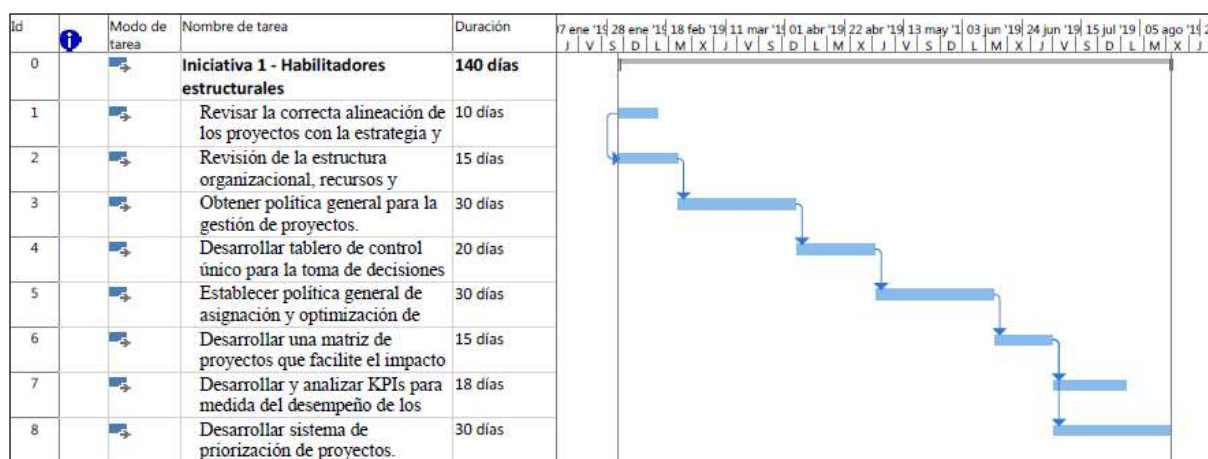 Id Modo de Nombre de tarea Duración 7 ene '19 28 ene '19 18 feb '19 11 mar '19 01 abr '19 22 abr '19 13 may '1 03 jun '19 24 jun '19 15 jul '19 05 ago '19 2
tarea J V S D L M X J V S D L M X J V S D L M X J
0 Iniciativa 1 - Habilitadores 140 días
estructurales
1 Revisar la correcta alineación de 10 días
los proyectos con la estrategia y
2 Revisión de la estructura 15 días
organizacional, recursos y
3 Obtener política general para la 30 días
gestión de proyectos.
4 Desarrollar tablero de control 20 días
único para la toma de decisiones
5 Establecer política general de 30 días
asignación y optimización de
6 Desarrollar una matriz de 15 días
proyectos que facilite el impacto
7 Desarrollar y analizar KPIs para 18 días
medida del desempeño de los
8 Desarrollar sistema de 30 días
priorización de proyectos.